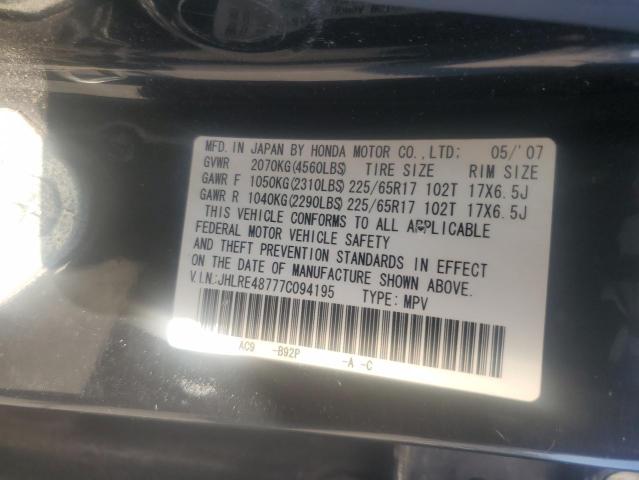 MFD. IN JAPAN BY HONDA MOTOR CO., LTD: 05/'07
GVWR 2070KG(4560LBS) TIRE SIZE RIM SIZE
GAWR F 1050KG(2310LBS) 225/65R17 102T 17X6.5J
GAWR R 1040KG(2290LBS) 225/65R17 102T 17X6.5J
THIS VEHICLE CONFORMS TO ALL APPLICABLE
FEDERAL MOTOR VEHICLE SAFETY
AND THEFT PREVENTION STANDARDS IN EFFECT
ON THE DATE OF MANUFACTURE SHOWN ABOVE.
V.I.N.:JHLRE48777C094195 TYPE: MPV
AC9 -B92P -A -C